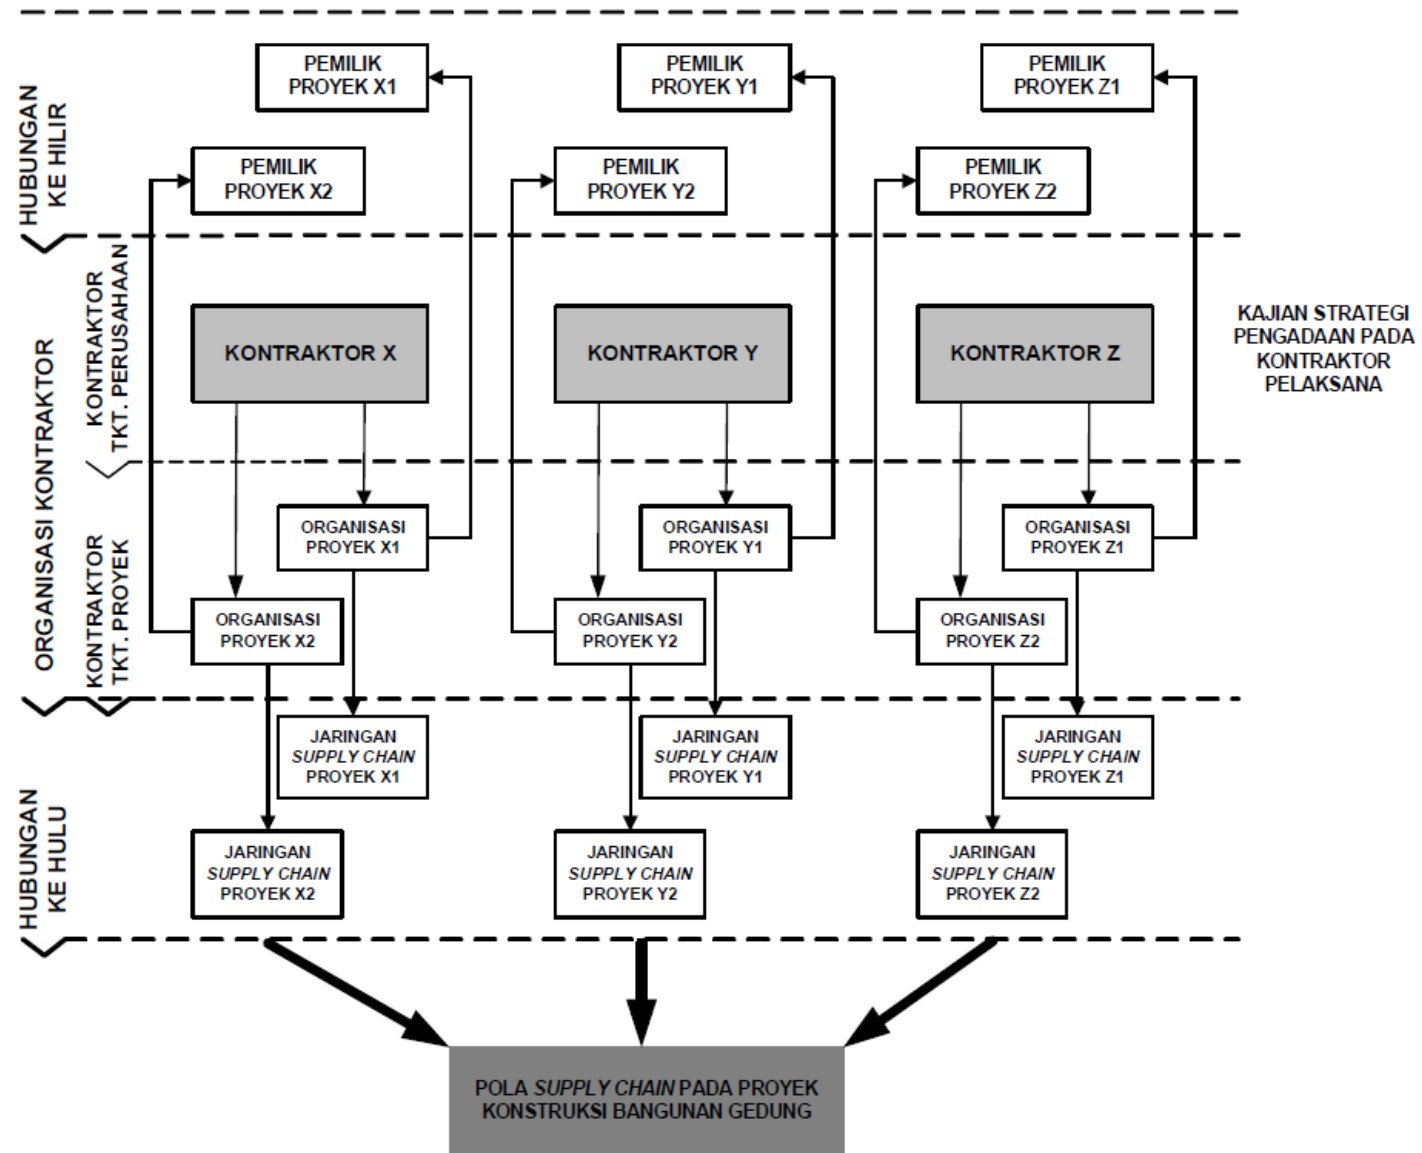 PEMILIK
PROYEK X1
PEMILIK
PROYEK Y1
PEMILIK
PROYEK Z1
HUBUNGAN
KE HILIR
PEMILIK
PROYEK X2
PEMILIK
PROYEK Y2
PEMILIK
PROYEK Z2
ORGANISASI KONTRAKTOR
KONTRAKTOR
TKT. PERUSAHAAN
KONTRAKTOR X
KONTRAKTOR Y
KONTRAKTOR Z
KAJIAN STRATEGI
PENGADAAN PADA
KONTRAKTOR
PELAKSANA
KONTRAKTOR
TKT. PROYEK
ORGANISASI
PROYEK X1
ORGANISASI
PROYEK Y1
ORGANISASI
PROYEK Z1
ORGANISASI
PROYEK X2
ORGANISASI
PROYEK Y2
ORGANISASI
PROYEK Z2
HUBUNGAN
KE HULU
JARINGAN
SUPPLY CHAIN
PROYEK X1
JARINGAN
SUPPLY CHAIN
PROYEK Y1
JARINGAN
SUPPLY CHAIN
PROYEK Z1
JARINGAN
SUPPLY CHAIN
PROYEK X2
JARINGAN
SUPPLY CHAIN
PROYEK Y2
JARINGAN
SUPPLY CHAIN
PROYEK Z2
POLA SUPPLY CHAIN PADA PROYEK
KONSTRUKSI BANGUNAN GEDUNG